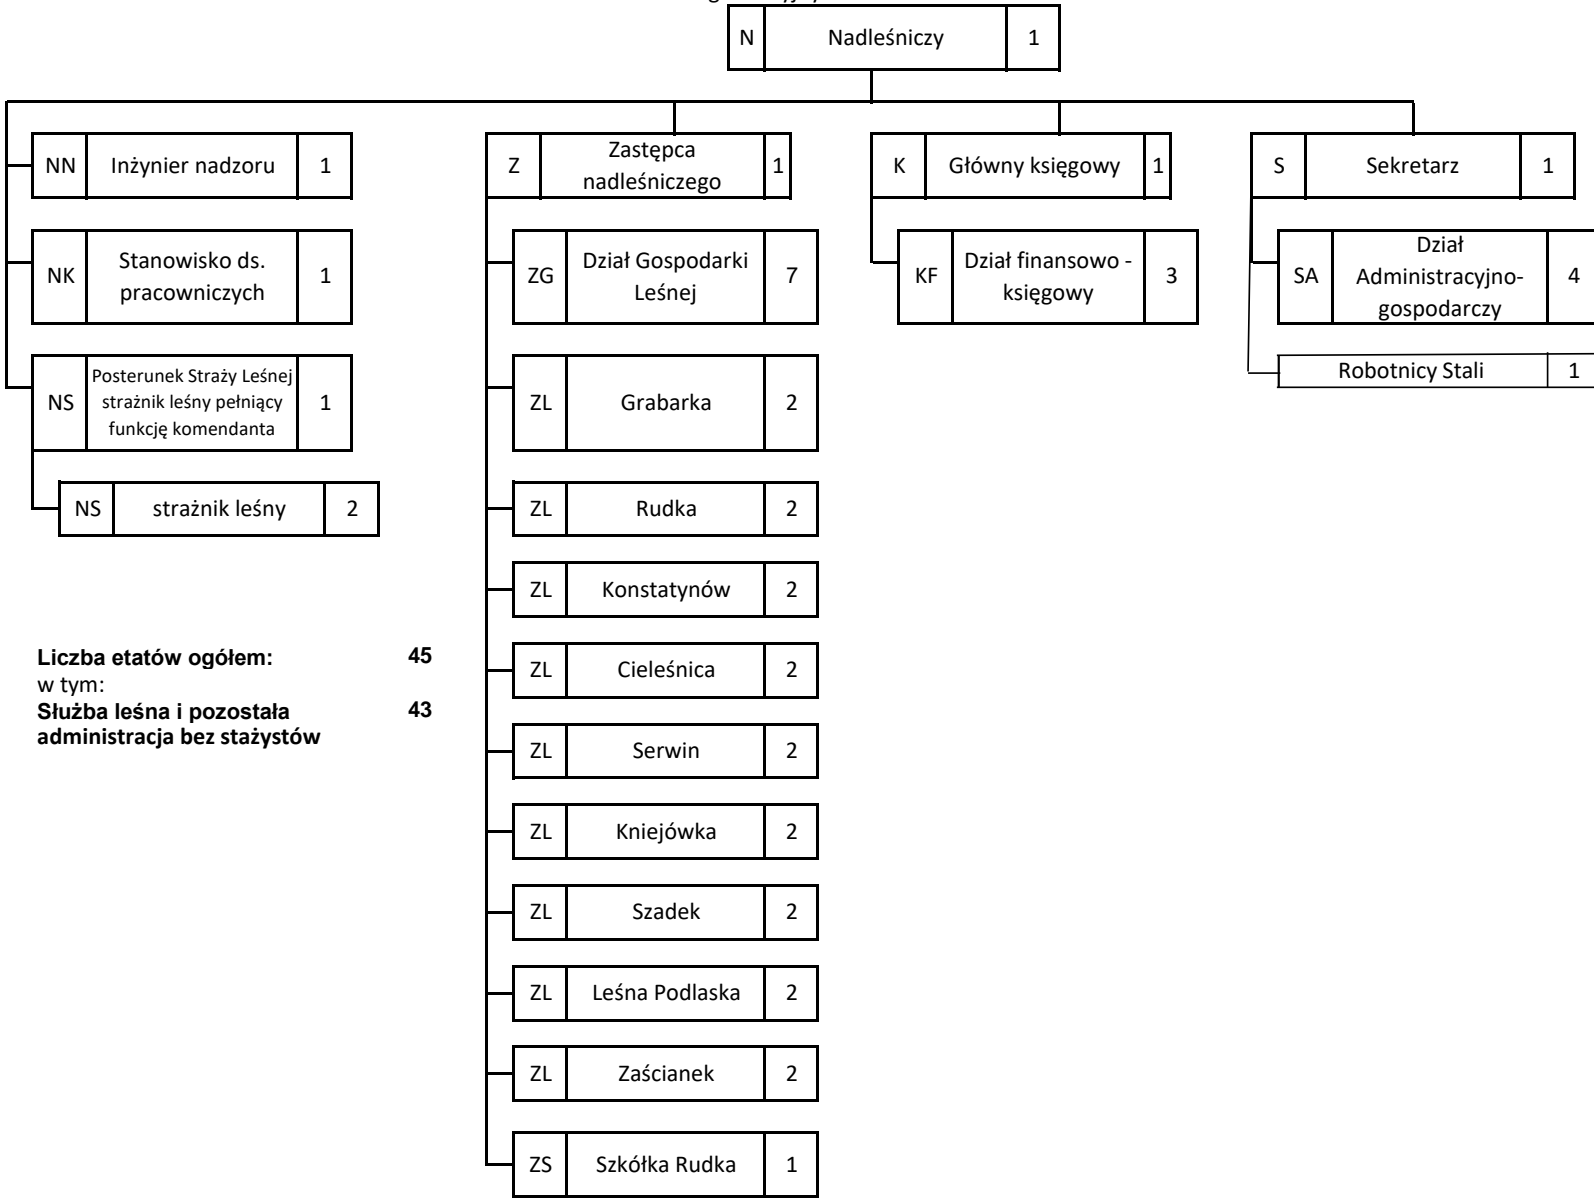 N Nadleśniczy 1
NN Inżynier nadzoru 1
NK Stanowisko ds.
pracowniczych 1
NS Posterunek Straży Leśnej
strażnik leśny pełniący
funkcję komendanta 1
NS strażnik leśny 2
Z Zastępca
nadleśniczego 1
ZG Dział Gospodarki
Leśnej 7
ZL Grabarka 2
ZL Rudka 2
ZL Konstatynów 2
ZL Cieleśnica 2
ZL Serwin 2
ZL Kniejówka 2
ZL Szadek 2
ZL Leśna Podlaska 2
ZL Zaścianek 2
ZS Szkółka Rudka 1
K Główny księgowy 1
KF Dział finansowo -
księgowy 3
S Sekretarz 1
SA Dział
Administracyjno-
gospodarczy 4
Robotnicy Stali 1
Liczba etatów ogółem: 45
w tym:
Służba leśna i pozostała 43
administracja bez stażystów